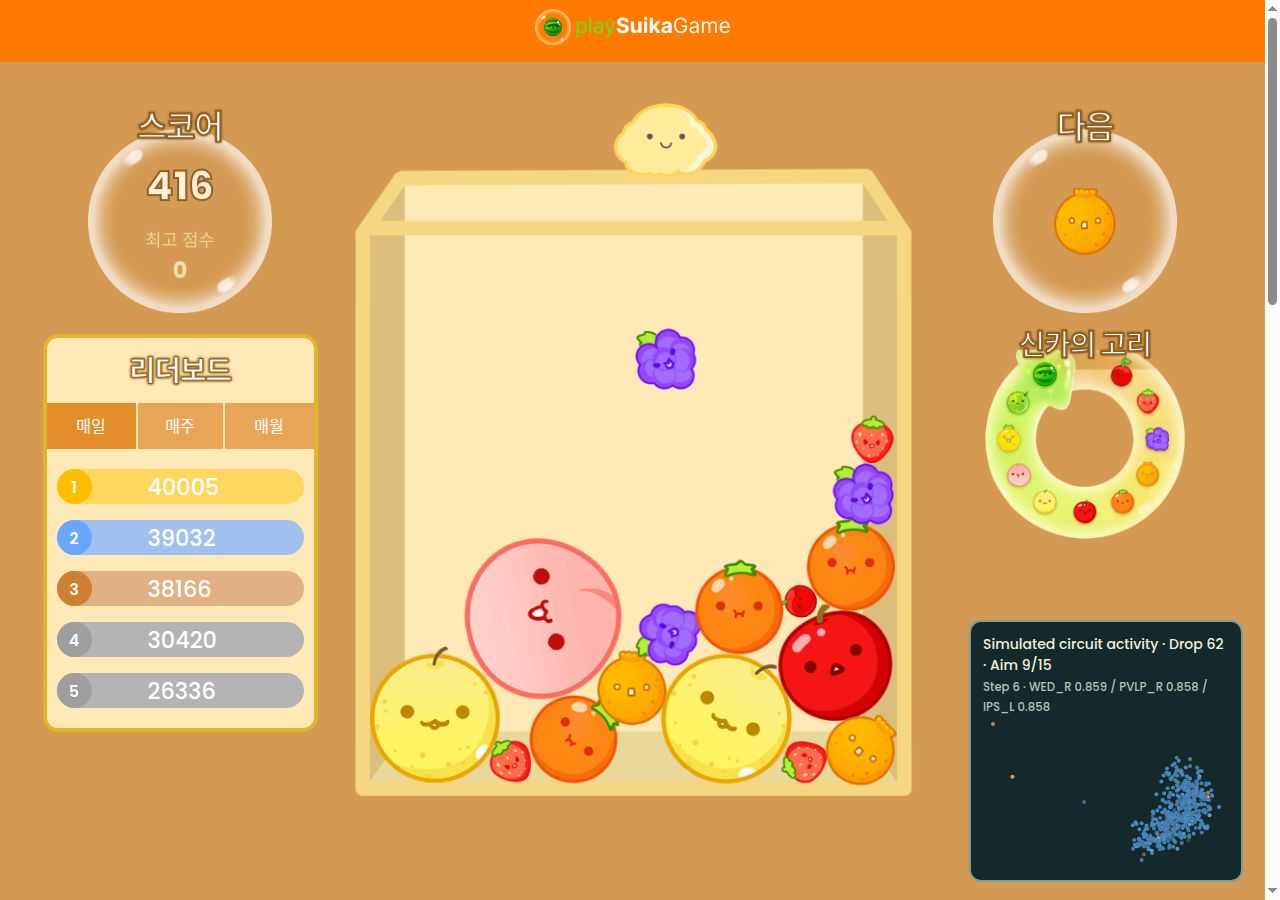 playSuikaGame
스코어
416
최고 점수
0
다음
리더보드
매일 매주 매월
1 40005
2 39032
3 38166
4 30420
5 26336
신카의 고리
Simulated circuit activity · Drop 62
· Aim 9/15
Step 6 · WED_R 0.859 / PVLP_R 0.858 /
IPS_L 0.858